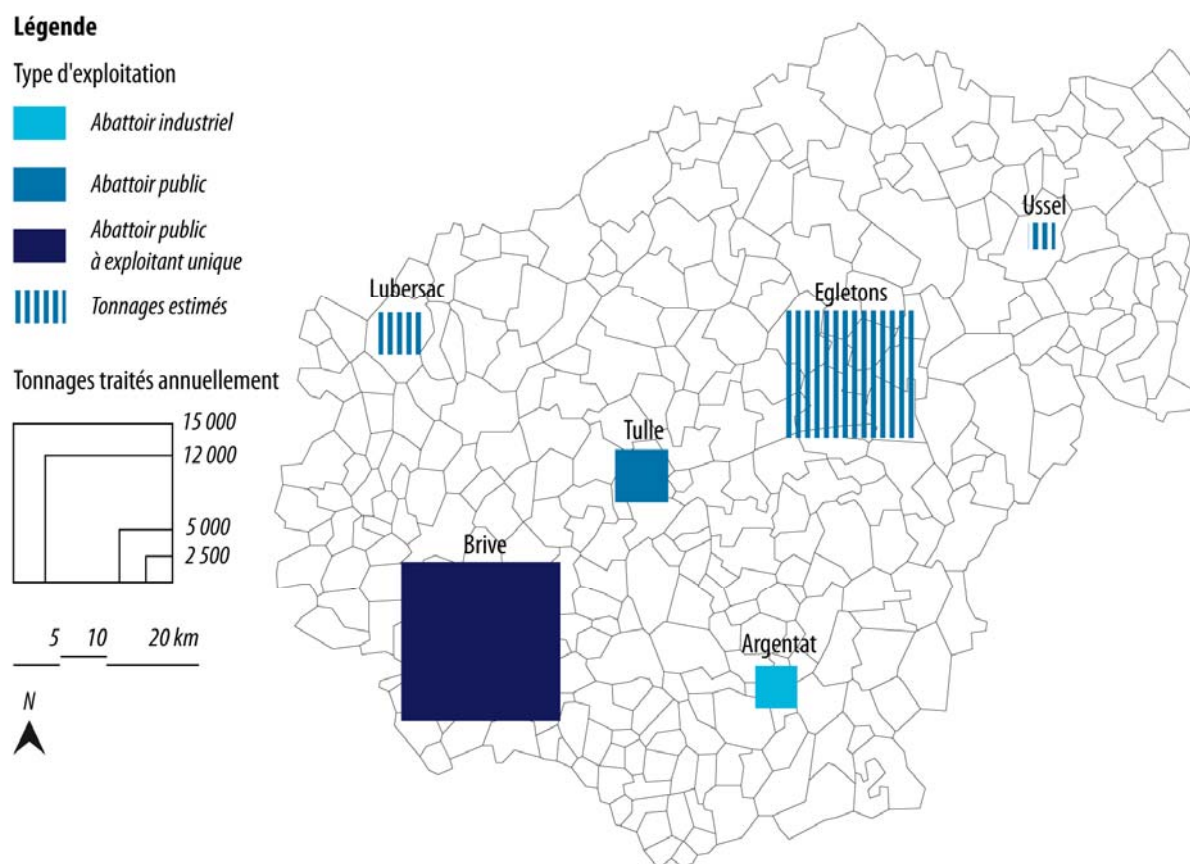 Légende
Type d'exploitation
Abattoir industriel
Abattoir public
Abattoir public
à exploitant unique
Tonnages estimés
Tonnages traités annuellement
15 000
12 000
5 000
2 500
5 10 20 km
N
Ussel
Egletons
Lubersac
Tulle
Brive
Argentat